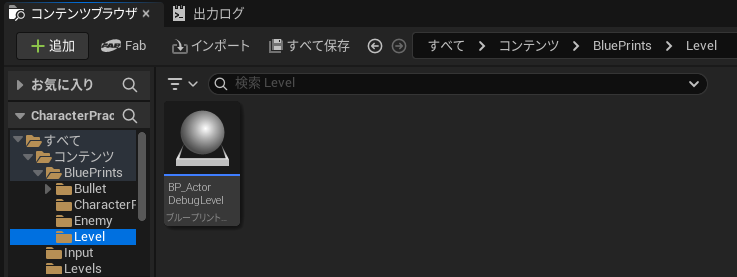 コンテンツブラウザ
出力ログ
追加
Fab
インポート
すべて保存
すべて
コンテンツ
BluePrints
Level
お気に入り
検索 Level
CharacterPrac
すべて
コンテンツ
BluePrints
Bullet
CharacterP
Enemy
Level
Input
Levels
BP_Actor
DebugLevel
ブループリント...